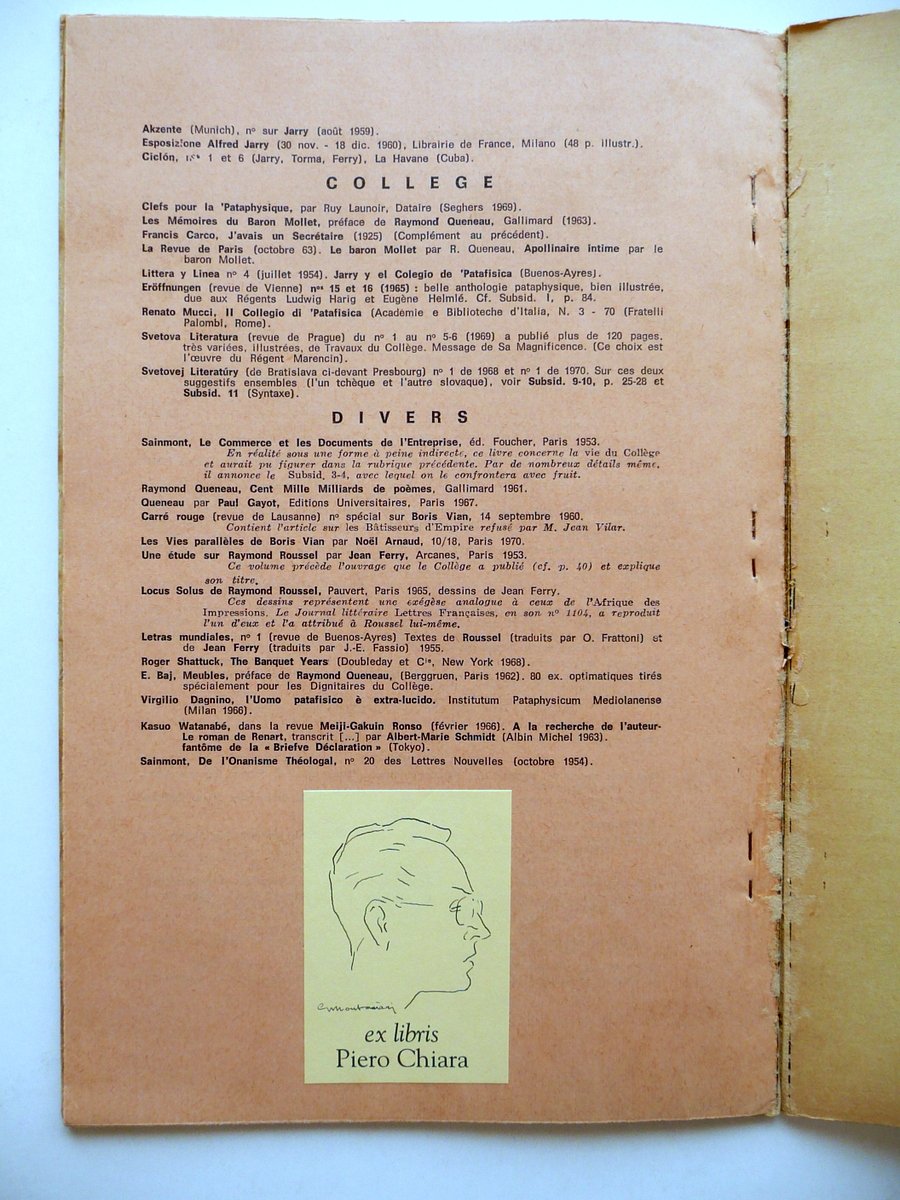 Akzente (Munich), nº sur Jarry (août 1959).
Esposizione Alfred Jarry (30 nov. - 18 dic. 1960), Librairie de France, Milano (48 p. illustr.).
Ciclón, nºˢ 1 et 6 (Jarry, Torma, Ferry), La Havane (Cuba).
COLLEGE
Clefs pour la 'Pataphysique, par Ruy Launoir, Dataire (Seghers 1969).
Les Mémoires du Baron Mollet, préface de Raymond Queneau, Gallimard (1963).
Francis Carco, J'avais un Secrétaire (1925) (Complément au précédent).
La Revue de Paris (octobre 63). Le baron Mollet par R. Queneau, Apollinaire intime par le
baron Mollet.
Littera y Linea nº 4 (juillet 1954). Jarry y el Colegio de 'Patafisica (Buenos-Ayres).
Eröffnungen (revue de Vienne) nºˢ 15 et 16 (1965) : belle anthologie pataphysique, bien illustrée,
due aux Régents Ludwig Harig et Eugène Helmlé. Cf. Subsid. I, p. 84.
Renato Mucci, Il Collegio di 'Patafisica (Académie e Biblioteche d'Italia, N. 3 - 70 (Fratelli
Palombi, Rome).
Svetova Literatura (revue de Prague) du nº 1 au nº 5-6 (1969) a publié plus de 120 pages.
très variées, illustrées, de Travaux du Collège. Message de Sa Magnificence. (Ce choix est
l'œuvre du Régent Marencin).
Svetovej Literatúry (de Bratislava ci-devant Presbourg) nº 1 de 1968 et nº 1 de 1970. Sur ces deux
suggestifs ensembles (l'un tchèque et l'autre slovaque), voir Subsid. 9-10, p. 25-28 et
Subsid. 11 (Syntaxe).
DIVERS
Sainmont, Le Commerce et les Documents de l'Entreprise, éd. Foucher, Paris 1953.
En réalité sous une forme à peine indirecte, ce livre concerne la vie du Collège
et aurait pu figurer dans la rubrique précédente. Par de nombreux détails même,
il annonce le Subsid. 3-4, avec lequel on le confrontera avec fruit.
Raymond Queneau, Cent Mille Milliards de poèmes, Gallimard 1961.
Queneau par Paul Gayot, Editions Universitaires, Paris 1967.
Carré rouge (revue de Lausanne) nº spécial sur Boris Vian, 14 septembre 1960.
Contient l'article sur les Bâtisseurs d'Empire refusé par M. Jean Vilar.
Les Vies parallèles de Boris Vian par Noël Arnaud, 10/18, Paris 1970.
Une étude sur Raymond Roussel par Jean Ferry, Arcanes, Paris 1953.
Ce volume précède l'ouvrage que le Collège a publié (cf. p. 40) et explique
son titre.
Locus Solus de Raymond Roussel, Pauvert, Paris 1965, dessins de Jean Ferry.
Ces dessins représentent une exégèse analogue à ceux de l'Afrique des
Impressions. Le Journal littéraire Lettres Françaises, en son nº 1104, a reproduit
l'un d'eux et l'a attribué à Roussel lui-même.
Letras mundiales, nº 1 (revue de Buenos-Ayres) Textes de Roussel (traduits par O. Frattoni) et
de Jean Ferry (traduits par J.-E. Fassio) 1955.
Roger Shattuck, The Banquet Years (Doubleday et Cⁱᵉ, New York 1968).
E. Baj, Meubles, préface de Raymond Queneau, (Berggruen, Paris 1962). 80 ex. optimatiques tirés
spécialement pour les Dignitaires du Collège.
Virgilio Dagnino, l'Uomo patafisico è extra-lucido. Institutum Pataphysicum Mediolanense
(Milan 1966).
Kasuo Watanabé, dans la revue Meiji-Gakuin Ronso (février 1966). A la recherche de l'auteur-
Le roman de Renart, transcrit [...] par Albert-Marie Schmidt (Albin Michel 1963).
fantôme de la « Briefve Déclaration » (Tokyo).
Sainmont, De l'Onanisme Théologal, nº 20 des Lettres Nouvelles (octobre 1954).
ex libris
Piero Chiara